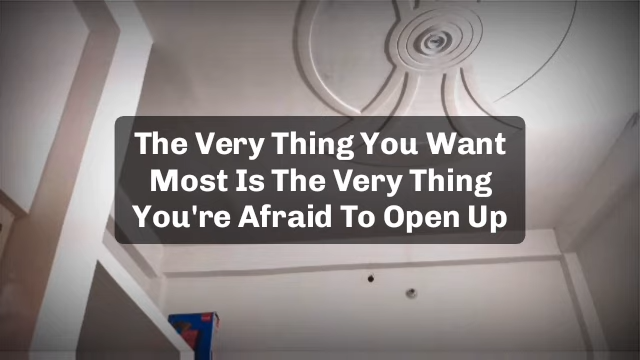 The Very Thing You Want
Most Is The Very Thing
You're Afraid To Open Up